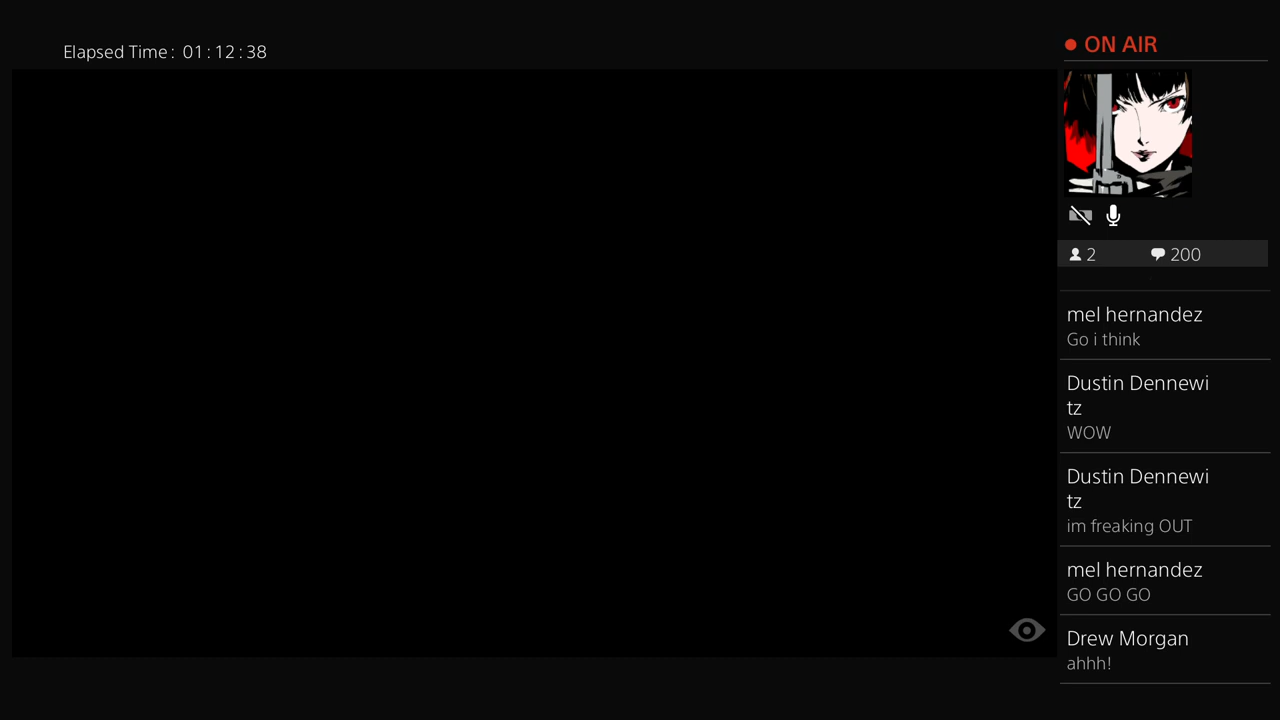 Elapsed Time: 01:12:38
ON AIR
2 200
mel hernandez
Go i think
Dustin Dennewi
tz
WOW
Dustin Dennewi
tz
im freaking OUT
mel hernandez
GO GO GO
Drew Morgan
ahhh!